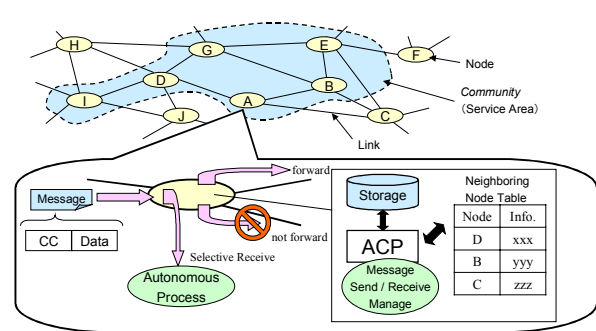 H
G
E
F
Node
D
I
A
B
Community
(Service Area)
J
C
Link
forward
Message
not forward
CC Data
Selective Receive
Autonomous
Process
Storage
ACP
Message
Send / Receive
Manage
Neighboring
Node Table
Node Info.
D xxx
B yyy
C zzz